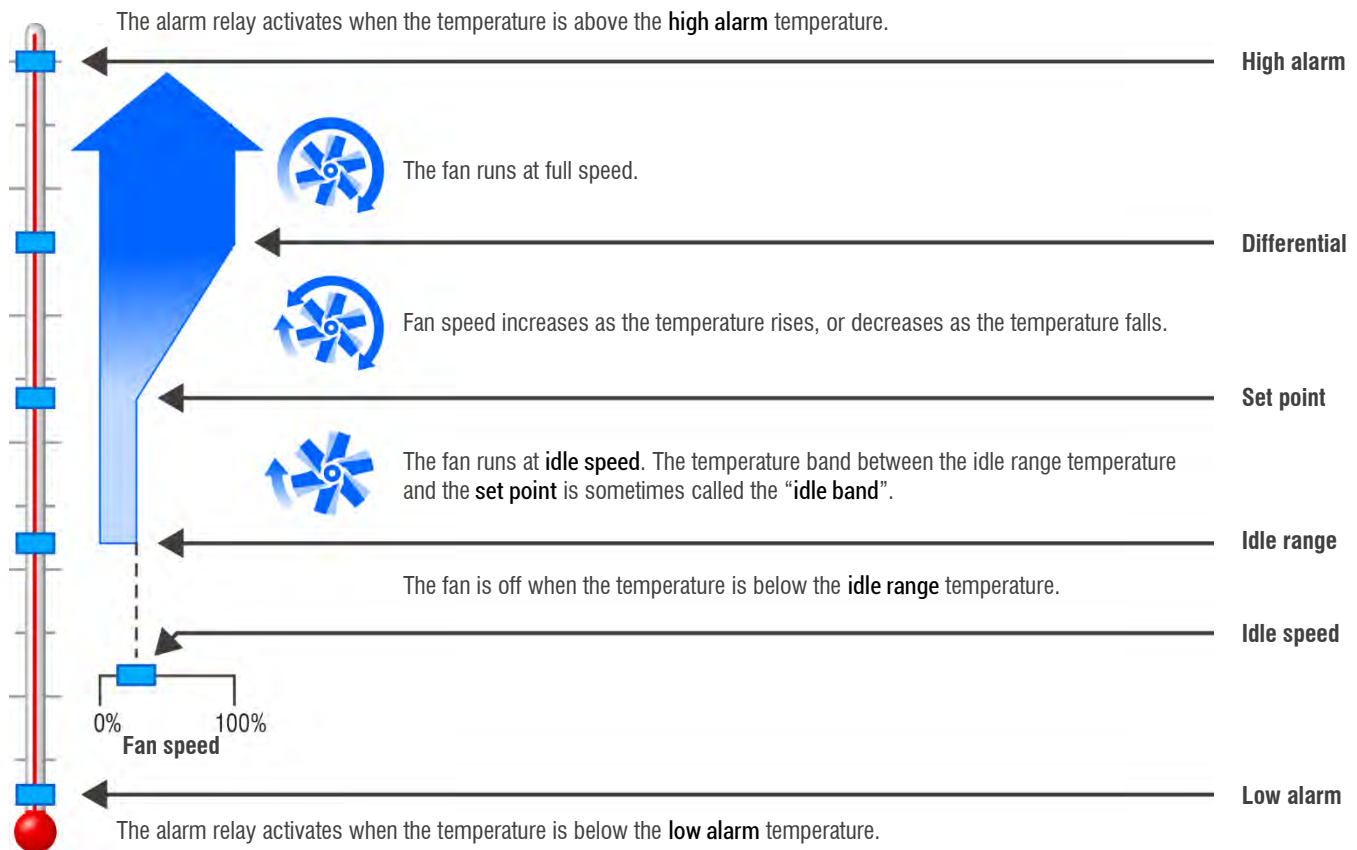 The alarm relay activates when the temperature is above the high alarm temperature.
High alarm
The fan runs at full speed.
Differential
Fan speed increases as the temperature rises, or decreases as the temperature falls.
Set point
The fan runs at idle speed. The temperature band between the idle range temperature
and the set point is sometimes called the “idle band”.
Idle range
The fan is off when the temperature is below the idle range temperature.
Idle speed
0% 100%
Fan speed
Low alarm
The alarm relay activates when the temperature is below the low alarm temperature.